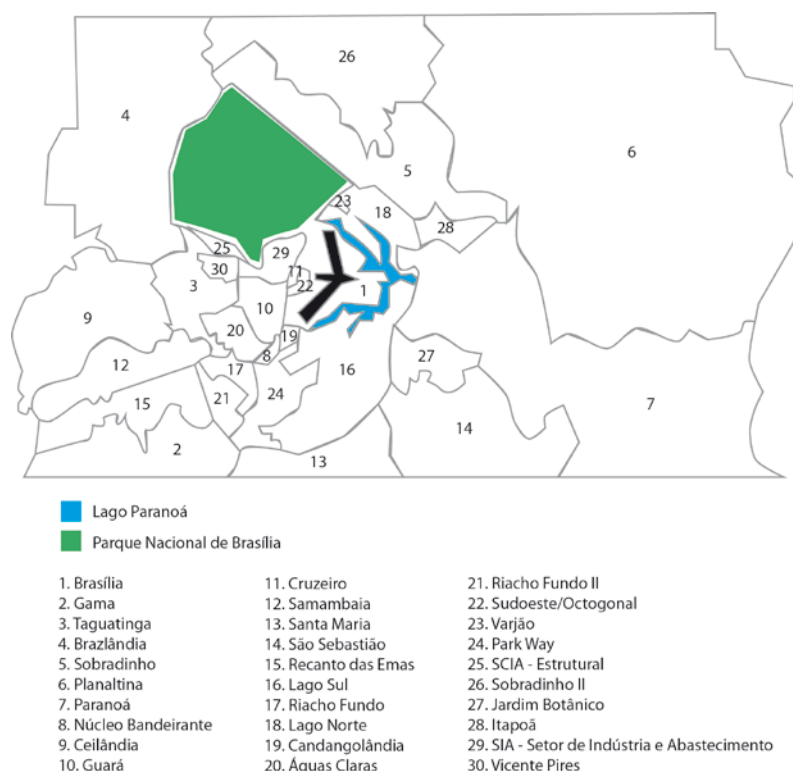 26
4
6
5
23
18
28
25
29
30
11
3
22
1
9
10
20
19
8
27
12
17
16
24
21
15
7
14
2
13
Lago Paranoá
Parque Nacional de Brasília
1. Brasília
2. Gama
3. Taguatinga
4. Brazlândia
5. Sobradinho
6. Planaltina
7. Paranoá
8. Núcleo Bandeirante
9. Ceilândia
10. Guará
11. Cruzeiro
12. Samambaia
13. Santa Maria
14. São Sebastião
15. Recanto das Emas
16. Lago Sul
17. Riacho Fundo
18. Lago Norte
19. Candangolândia
20. Águas Claras
21. Riacho Fundo II
22. Sudoeste/Octogonal
23. Varjão
24. Park Way
25. SCIA - Estrutural
26. Sobradinho II
27. Jardim Botânico
28. Itapoã
29. SIA - Setor de Indústria e Abastecimento
30. Vicente Pires